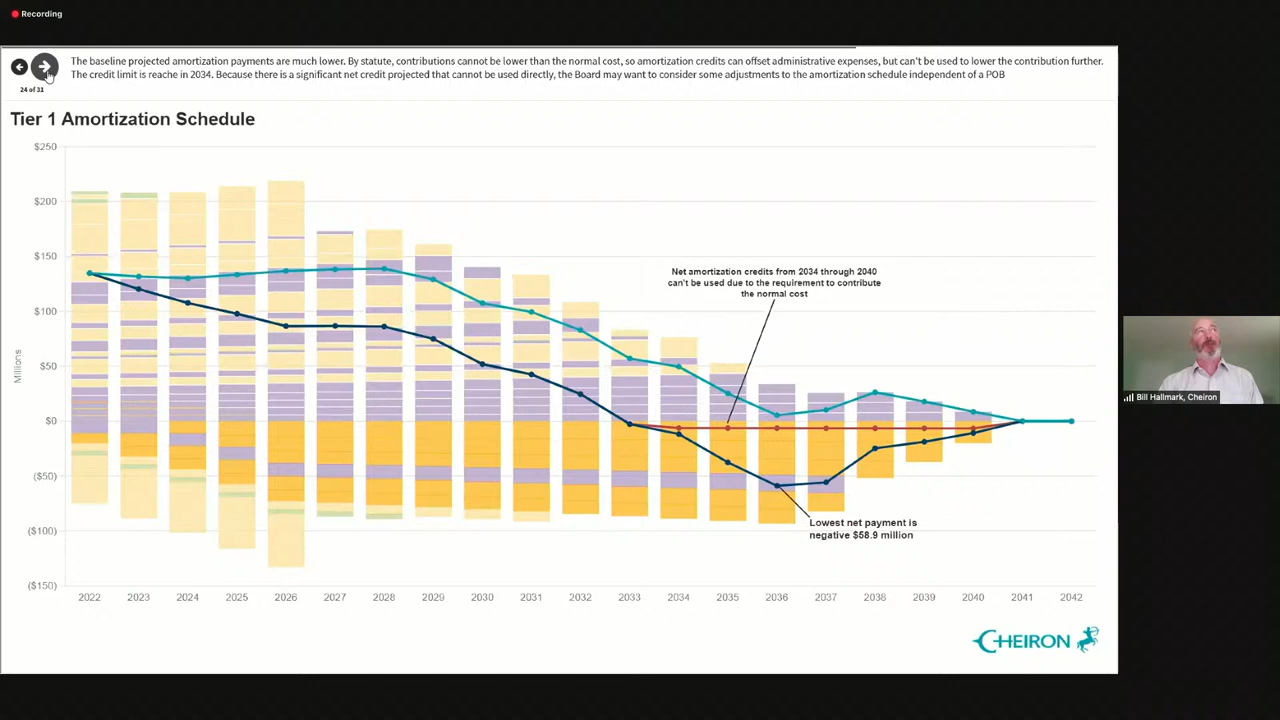 Recording
The baseline projected amortization payments are much lower. By statute, contributions cannot be lower than the normal cost, so amortization credits can offset administrative expenses, but can't be used to lower the contribution further.
The credit limit is reache in 2034. Because there is a significant net credit projected that cannot be used directly, the Board may want to consider some adjustments to the amortization schedule independent of a POB
24 of 31
Tier 1 Amortization Schedule
$250
$200
$150
$100
$50
$0
($50)
($100)
($150)
Millions
Net amortization credits from 2034 through 2040
can't be used due to the requirement to contribute
the normal cost
Lowest net payment is
negative $58.9 million
2022 2023 2024 2025 2026 2027 2028 2029 2030 2031 2032 2033 2034 2035 2036 2037 2038 2039 2040 2041 2042
CHEIRON
Bill Hallmark, Cheiron